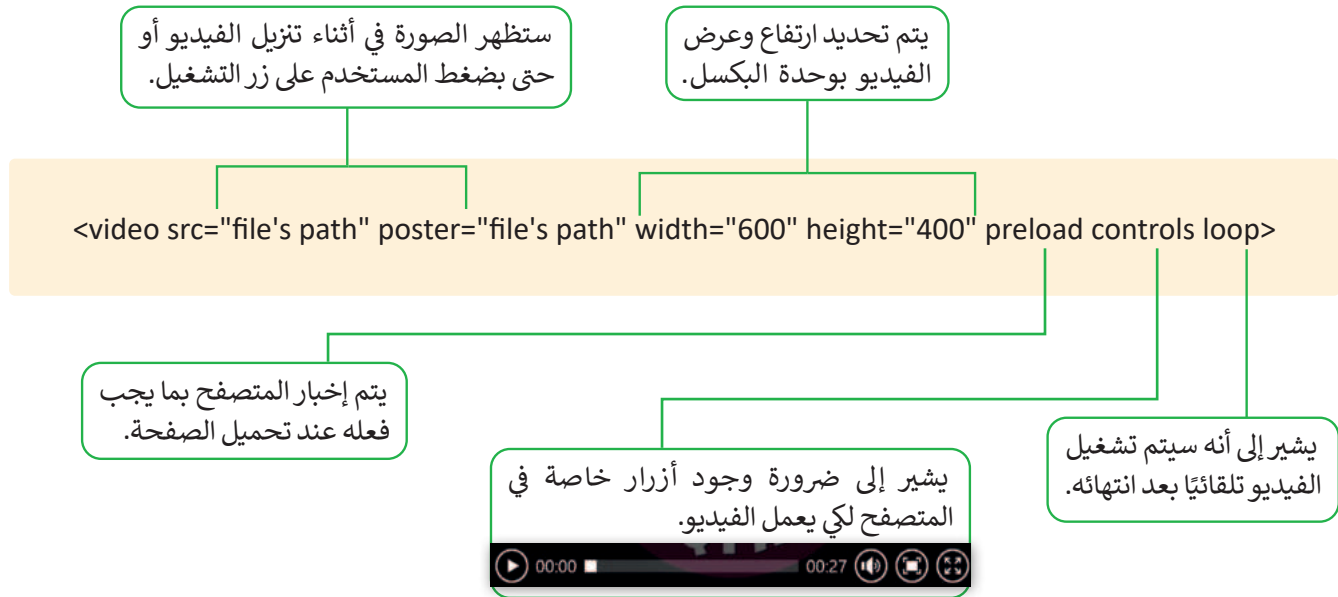 ستظهر الصورة في أثناء تنزيل الفيديو أو
حتى بضغط المستخدم على زر التشغيل.
يتم تحديد ارتفاع وعرض
الفيديو بوحدة البكسل.
<video src="file's path" poster="file's path" width="600" height="400" preload controls loop>
يتم إخبار المتصفح بما يجب
فعله عند تحميل الصفحة.
يشير إلى ضرورة وجود أزرار خاصة في
المتصفح لكي يعمل الفيديو.
00:00 00:27
يشير إلى أنه سيتم تشغيل
الفيديو تلقائيًا بعد انتهائه.